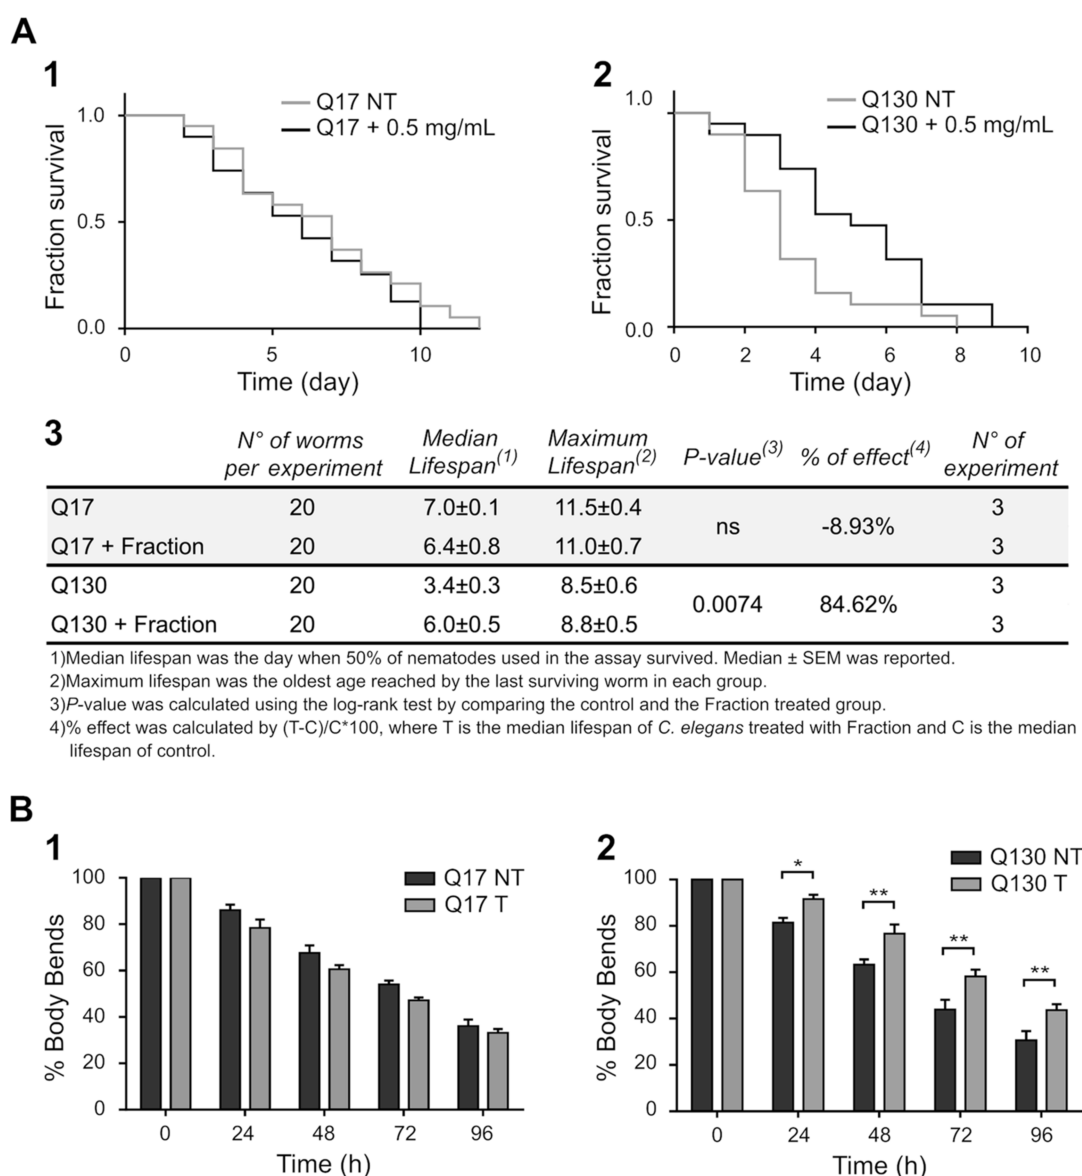 A
1
Q17 NT
Q17 + 0.5 mg/mL
1.0
0.5
0.0
Fraction survival
0
5
10
Time (day)
2
Q130 NT
Q130 + 0.5 mg/mL
1.0
0.5
0.0
Fraction survival
0
2
4
6
8
10
Time (day)
3
N° of worms per experiment
Median Lifespan(1)
Maximum Lifespan(2)
P-value(3)
% of effect(4)
N° of experiment
Q17 20 7.0±0.1 11.5±0.4 ns -8.93% 3
Q17 + Fraction 20 6.4±0.8 11.0±0.7 3
Q130 20 3.4±0.3 8.5±0.6 0.0074 84.62% 3
Q130 + Fraction 20 6.0±0.5 8.8±0.5 3
1)Median lifespan was the day when 50% of nematodes used in the assay survived. Median ± SEM was reported.
2)Maximum lifespan was the oldest age reached by the last surviving worm in each group.
3)P-value was calculated using the log-rank test by comparing the control and the Fraction treated group.
4)% effect was calculated by (T-C)/C*100, where T is the median lifespan of C. elegans treated with Fraction and C is the median
lifespan of control.
B
1
Q17 NT
Q17 T
100
80
60
40
20
0
% Body Bends
0
24
48
72
96
Time (h)
2
Q130 NT
Q130 T
*
**
**
**
100
80
60
40
20
0
% Body Bends
0
24
48
72
96
Time (h)